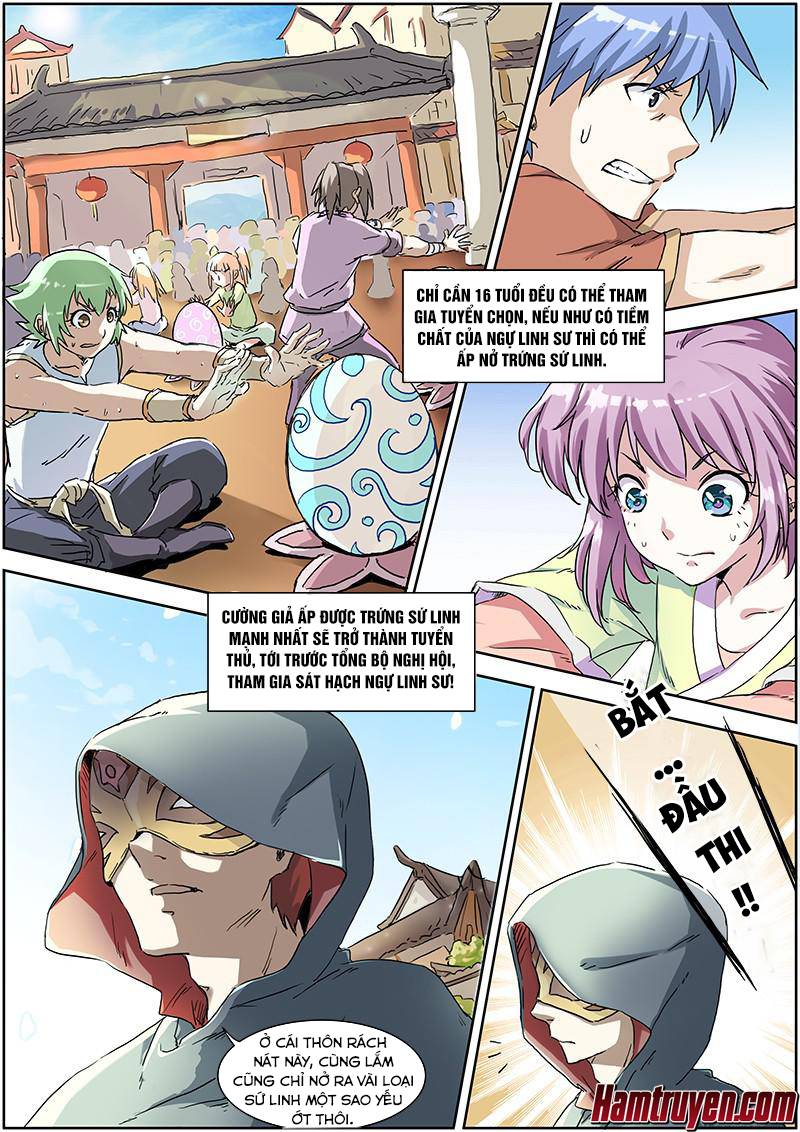 CHỈ CẦN 16 TUỔI ĐỀU CÓ THỂ THAM
GIA TUYỂN CHỌN, NẾU NHƯ CÓ TIỀM
CHẤT CỦA NGỰ LINH SƯ THÌ CÓ THỂ
ẤP NỞ TRỨNG SỨ LINH.
CƯỜNG GIẢ ẤP ĐƯỢC TRỨNG SỨ LINH
MẠNH NHẤT SẼ TRỞ THÀNH TUYỂN
THỦ, TỚI TRƯỚC TỔNG BỘ NGHỊ HỘI,
THAM GIA SÁT HẠCH NGỰ LINH SƯ!
BẮT
...
ĐẦU
THI
!!
Ở CÁI THÔN RÁCH
NÁT NÀY, CÙNG LẮM
CŨNG CHỈ NỞ RA VÀI LOẠI
SỨ LINH MỘT SAO YẾU
ỚT THÔI.
Hamtruyen.com